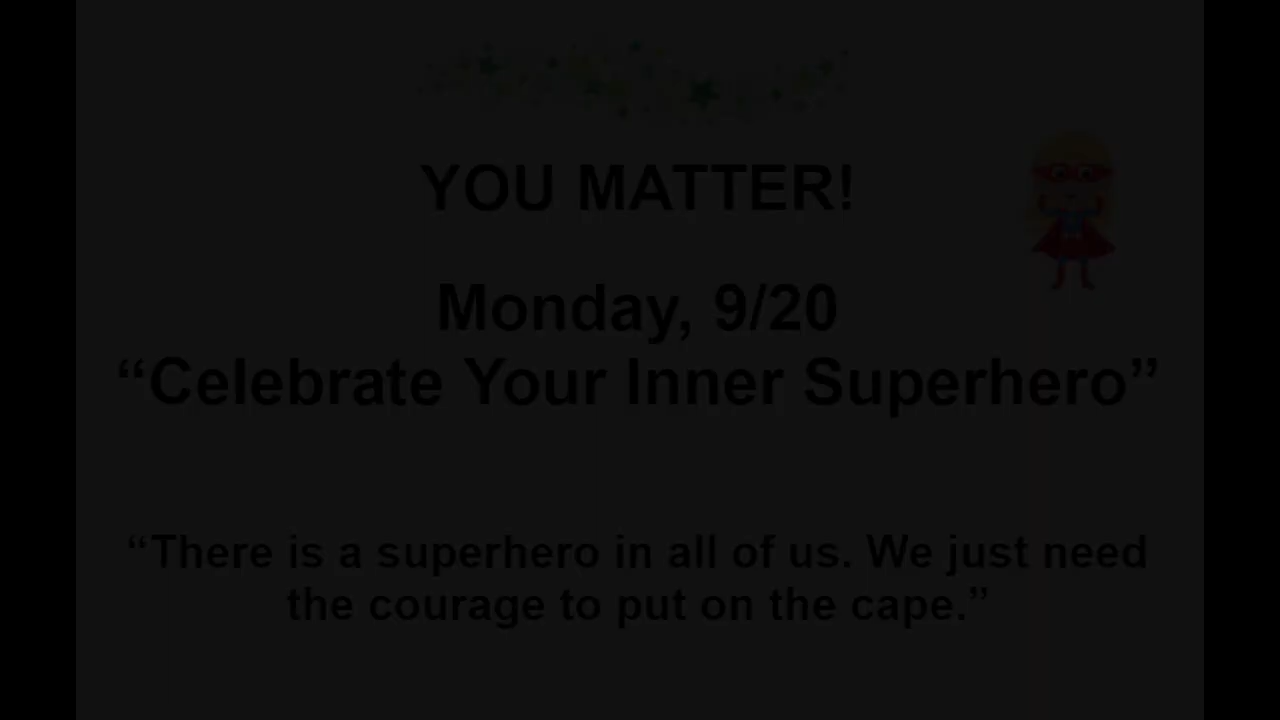 YOU MATTER!
Monday, 9/20
“Celebrate Your Inner Superhero”
“There is a superhero in all of us. We just need
the courage to put on the cape.”